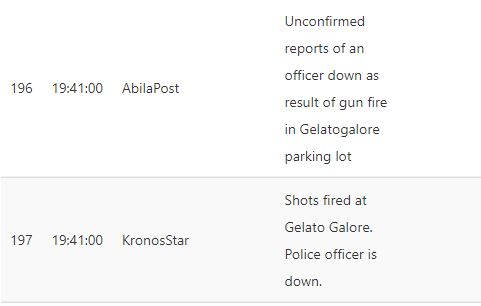 Unconfirmed
reports of an
officer down as
196 19:41:00 AbilaPost result of gun fire
in Gelatogalore
parking lot
Shots fired at
Gelato Galore.
197 19:41:00 KronosStar Police officer is
down.